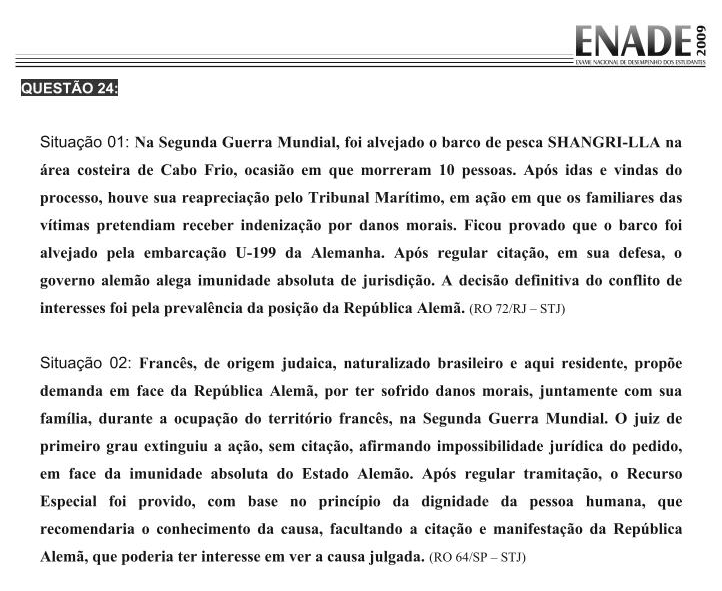 ENADE 2009
EXAME NACIONAL DE DESEMPENHO DOS ESTUDANTES
QUESTÃO 24:
Situação 01: Na Segunda Guerra Mundial, foi alvejado o barco de pesca SHANGRI-LLA na
área costeira de Cabo Frio, ocasião em que morreram 10 pessoas. Após idas e vindas do
processo, houve sua reapreciação pelo Tribunal Marítimo, em ação em que os familiares das
vítimas pretendiam receber indenização por danos morais. Ficou provado que o barco foi
alvejado pela embarcação U-199 da Alemanha. Após regular citação, em sua defesa, o
governo alemão alega imunidade absoluta de jurisdição. A decisão definitiva do conflito de
interesses foi pela prevalência da posição da República Alemã. (RO 72/RJ – STJ)
Situação 02: Francês, de origem judaica, naturalizado brasileiro e aqui residente, propõe
demanda em face da República Alemã, por ter sofrido danos morais, juntamente com sua
família, durante a ocupação do território francês, na Segunda Guerra Mundial. O juiz de
primeiro grau extinguiu a ação, sem citação, afirmando impossibilidade jurídica do pedido,
em face da imunidade absoluta do Estado Alemão. Após regular tramitação, o Recurso
Especial foi provido, com base no princípio da dignidade da pessoa humana, que
recomendaria o conhecimento da causa, facultando a citação e manifestação da República
Alemã, que poderia ter interesse em ver a causa julgada. (RO 64/SP – STJ)